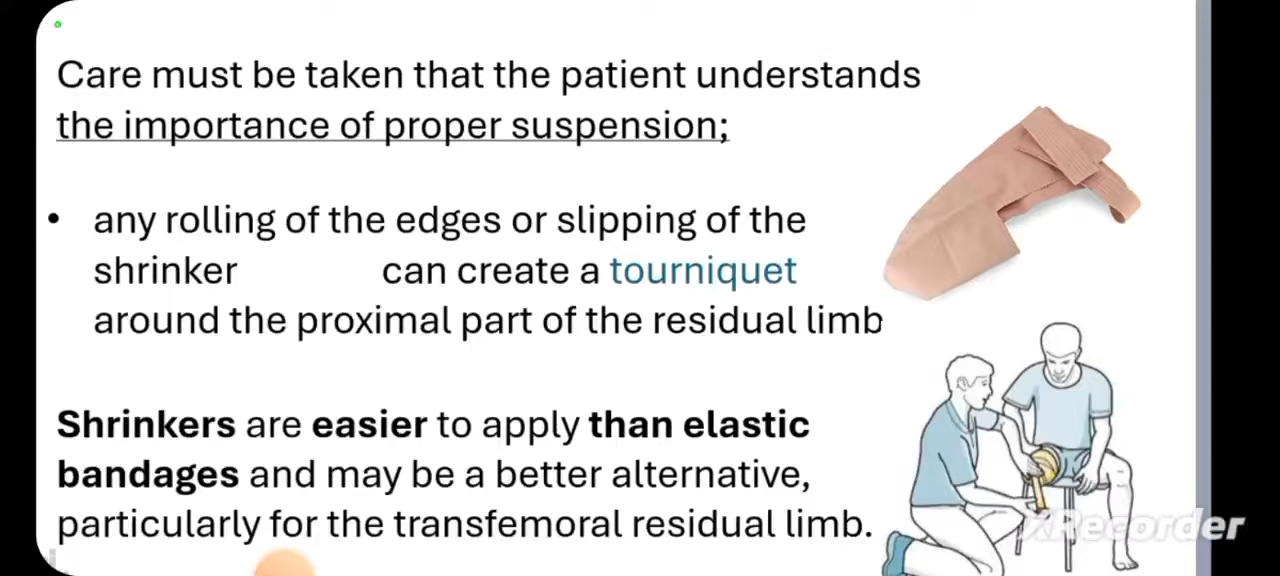 Care must be taken that the patient understands
the importance of proper suspension;
• any rolling of the edges or slipping of the
shrinker can create a tourniquet
around the proximal part of the residual limb
Shrinkers are easier to apply than elastic
bandages and may be a better alternative,
particularly for the transfemoral residual limb.
XRecorder